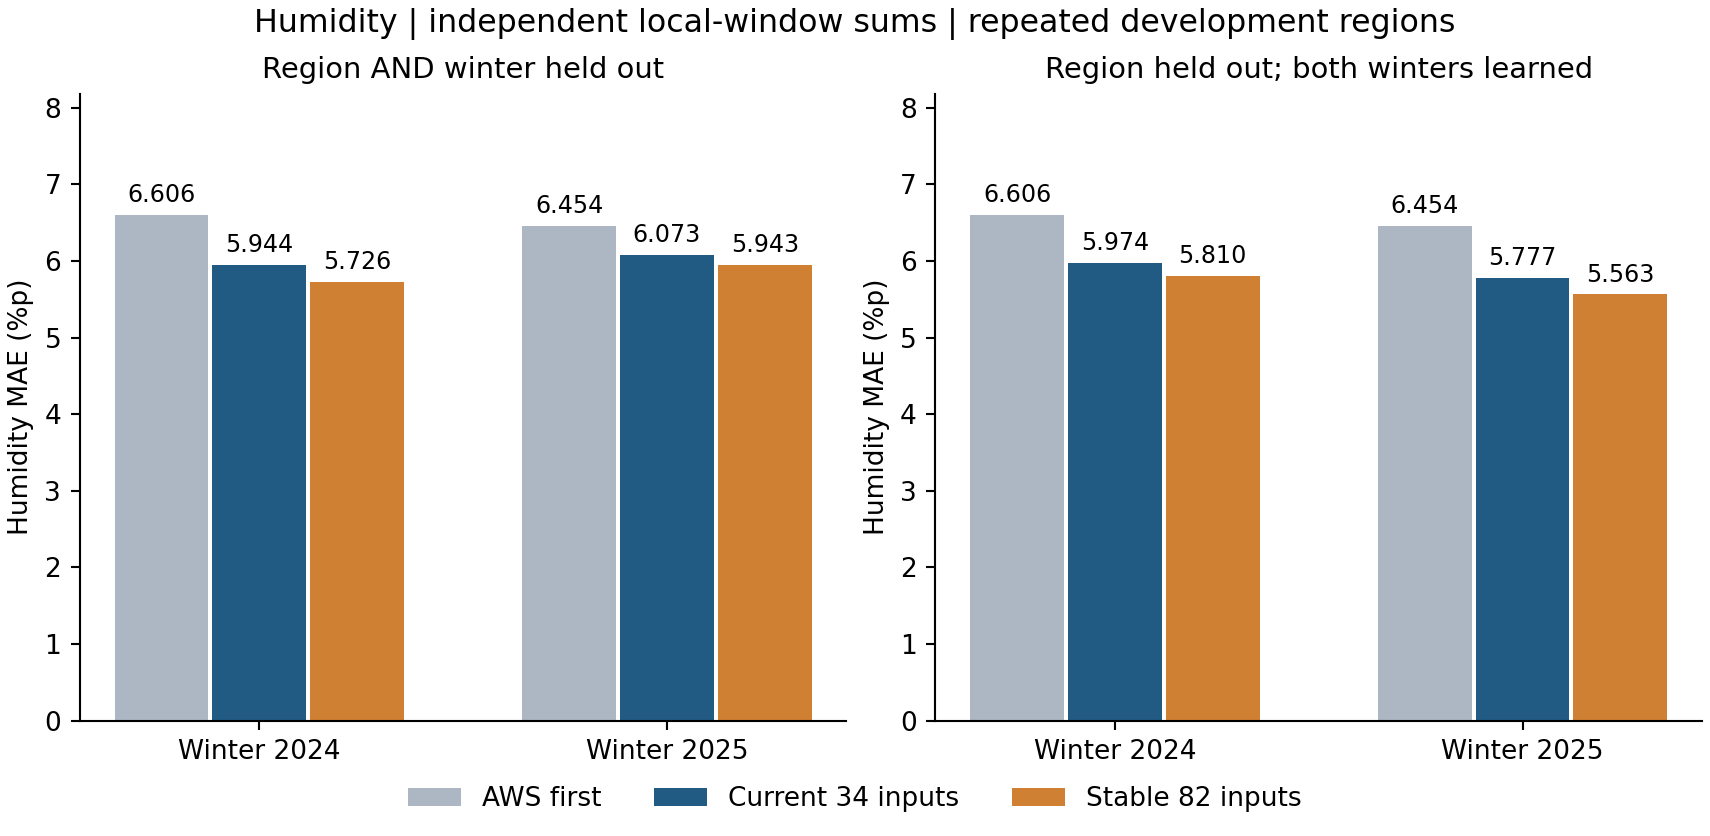 Humidity | independent local-window sums | repeated development regions
Region AND winter held out
Humidity MAE (%p)
8
7
6
5
4
3
2
1
0
6.606
5.944
5.726
6.454
6.073
5.943
Winter 2024
Winter 2025
Region held out; both winters learned
Humidity MAE (%p)
8
7
6
5
4
3
2
1
0
6.606
5.974
5.810
6.454
5.777
5.563
Winter 2024
Winter 2025
AWS first
Current 34 inputs
Stable 82 inputs